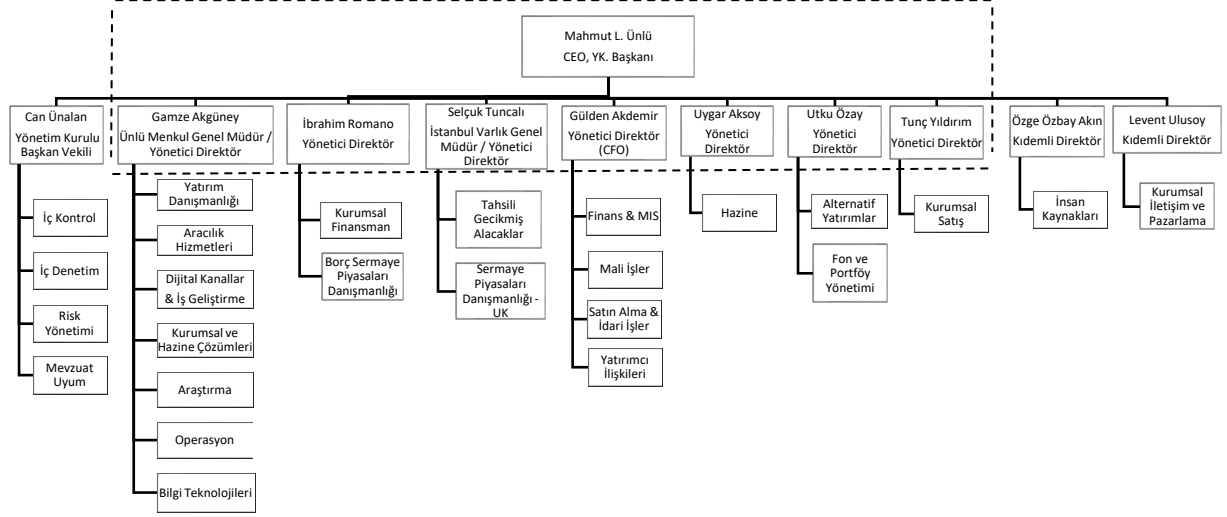 Mahmut L. Ünlü
CEO, YK. Başkanı
Can Ünalan
Yönetim Kurulu
Başkan Vekili
İç Kontrol
İç Denetim
Risk
Yönetimi
Mevzuat
Uyum
Gamze Akgüney
Ünlü Menkul Genel Müdür /
Yönetici Direktör
Yatırım
Danışmanlığı
Aracılık
Hizmetleri
Dijital Kanallar
& İş Geliştirme
Kurumsal ve
Hazine Çözümleri
Araştırma
Operasyon
Bilgi Teknolojileri
İbrahim Romano
Yönetici Direktör
Kurumsal
Finansman
Borç Sermaye
Piyasaları
Danışmanlığı
Selçuk Tuncalı
İstanbul Varlık Genel
Müdür / Yönetici
Direktör
Tahsili
Gecikmiş
Alacaklar
Sermaye
Piyasaları
Danışmanlığı -
UK
Gülden Akdemir
Yönetici Direktör
(CFO)
Finans & MIS
Mali İşler
Satın Alma &
İdari İşler
Yatırımcı
İlişkileri
Uygar Aksoy
Yönetici
Direktör
Hazine
Utku Özay
Yönetici
Direktör
Alternatif
Yatırımlar
Fon ve
Portföy
Yönetimi
Tunç Yıldırım
Yönetici Direktör
Kurumsal
Satış
Özge Özbay Akın
Kıdemli Direktör
İnsan
Kaynakları
Levent Ulusoy
Kıdemli Direktör
Kurumsal
İletişim ve
Pazarlama